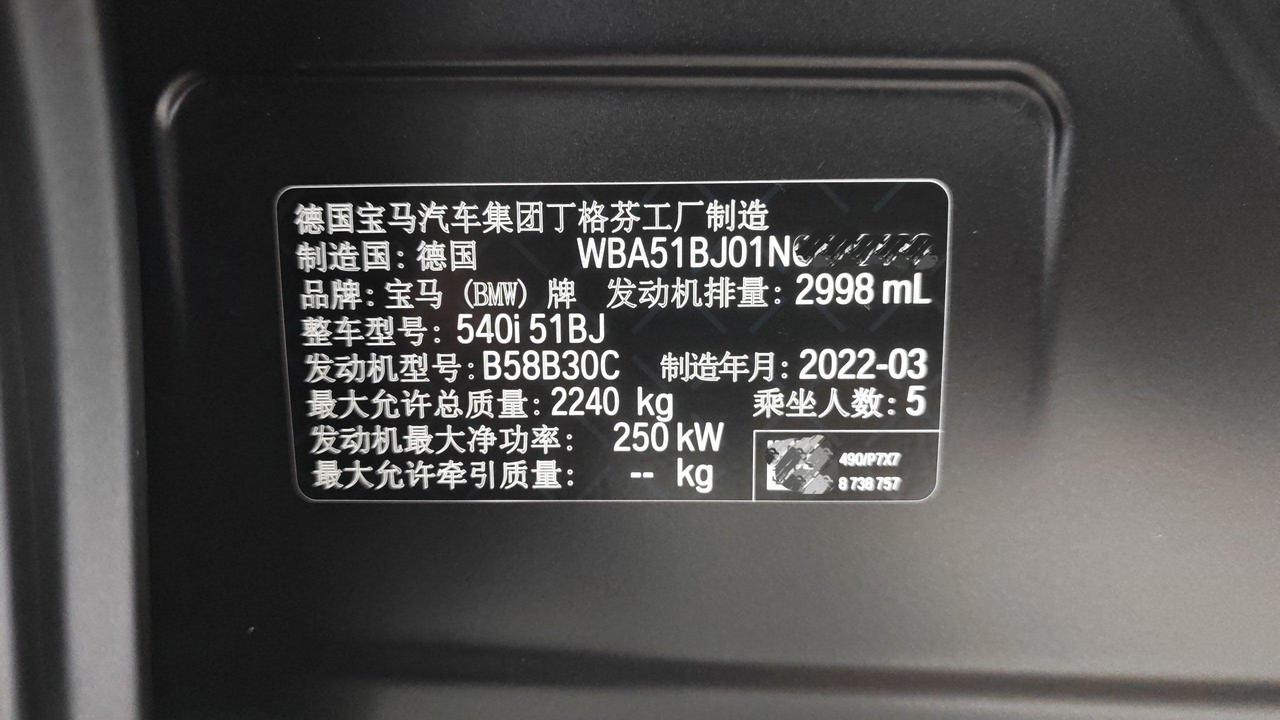 德国宝马汽车集团丁格芬工厂制造
制造国：德国 WBA51BJ01N
品牌：宝马（BMW）牌 发动机排量：2998 mL
整车型号：540i 51BJ
发动机型号：B58B30C 制造年月：2022-03
最大允许总质量：2240 kg 乘坐人数：5
发动机最大净功率： 250 kW
最大允许牵引质量： -- kg
490/P7X7
8 738 757